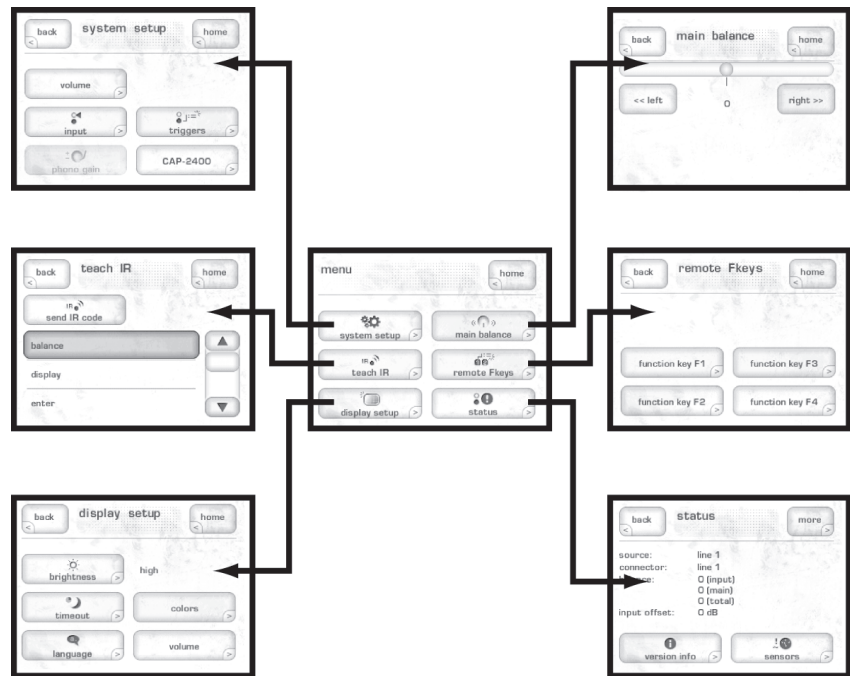 back
system setup
home
volume
input
triggers
phono gain
CAP-2400
back
main balance
home
<< left
0
right >>
back
teach IR
home
IR
send IR code
balance
display
enter
menu
home
system setup
main balance
IR
teach IR
remote Fkeys
display setup
status
back
remote Fkeys
home
function key F1
function key F3
function key F2
function key F4
back
display setup
home
brightness
high
timeout
colors
language
volume
back
status
more
source: line 1
connector: line 1
0 (input)
0 (main)
0 (total)
input offset: 0 dB
version info
sensors